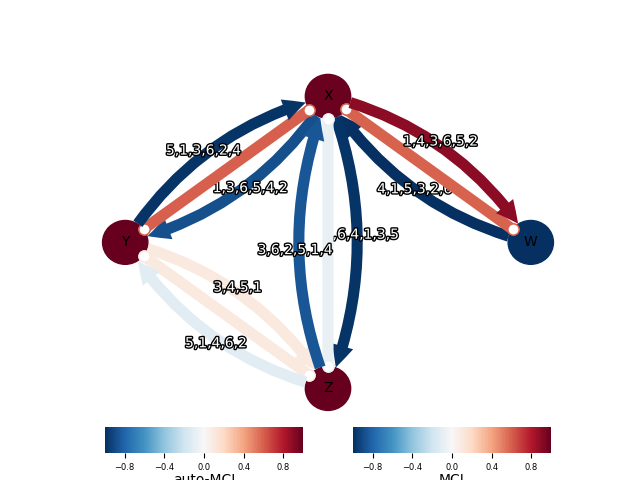 X
1,4,3,6,5,2
5,1,3,6,2,4
1,3,6,5,4,2
4,1,5,3,2,6
,6,4,1,3,5
Y
W
3,6,2,5,1,4
3,4,5,1
5,1,4,6,2
Z
−0.8 −0.4 0.0 0.4 0.8
−0.8 −0.4 0.0 0.4 0.8
auto-MCI
MCI